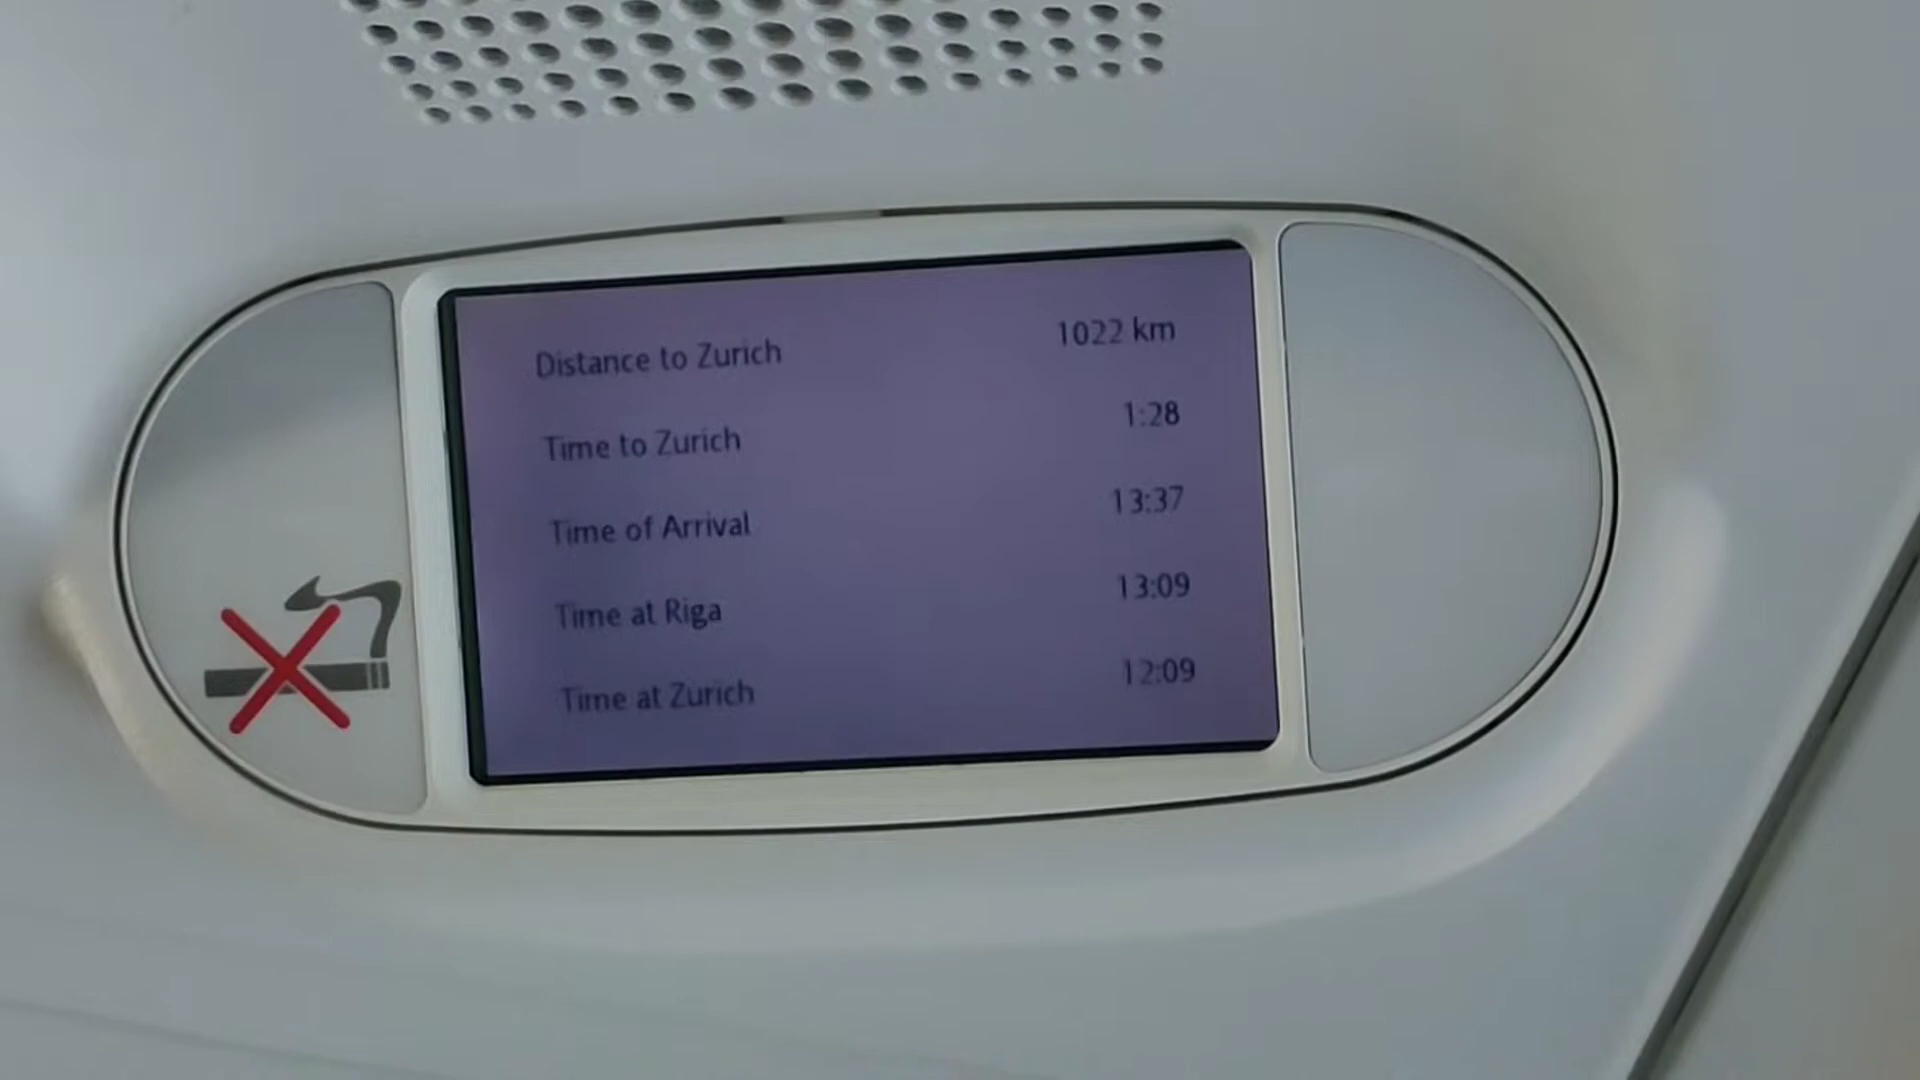 Distance to Zurich 1022 km
Time to Zurich 1:28
Time of Arrival 13:37
Time at Riga 13:09
Time at Zurich 12:09